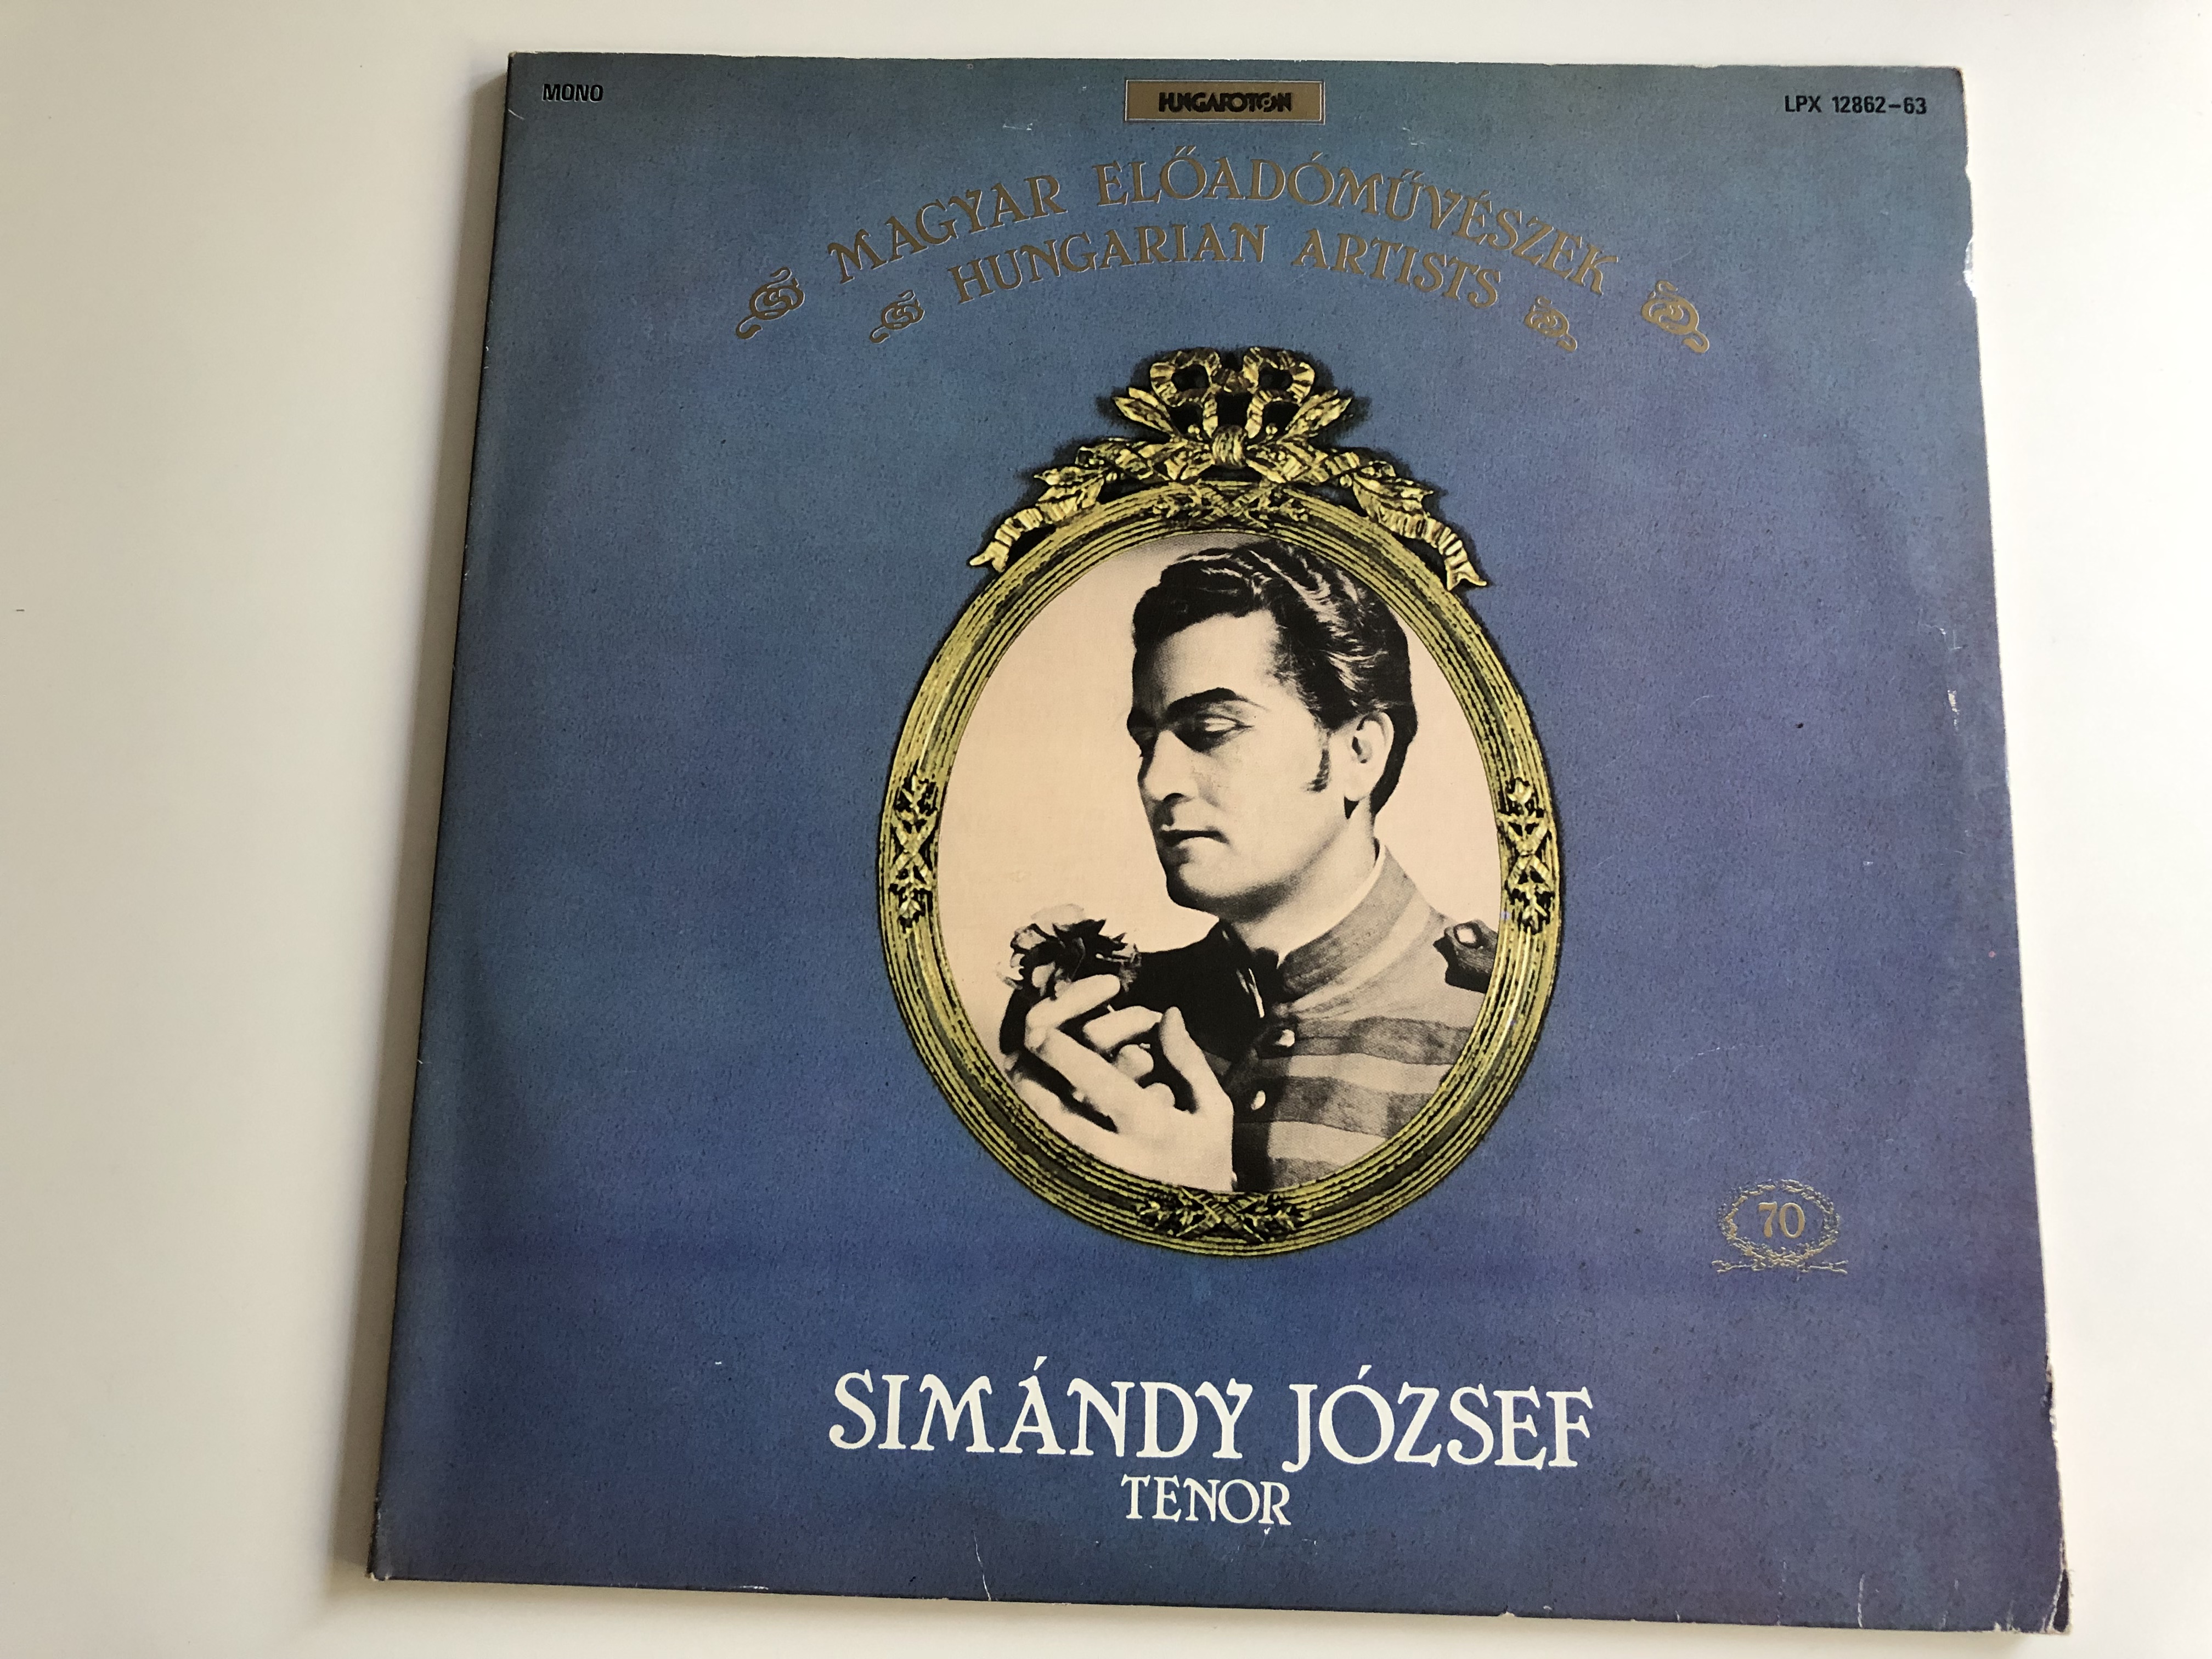 MONO
HUNGAROTON
LPX 12862-63
MAGYAR ELŐADÓMŰVÉSZEK
HUNGARIAN ARTISTS
70
SIMÁNDY JÓZSEF
TENOR